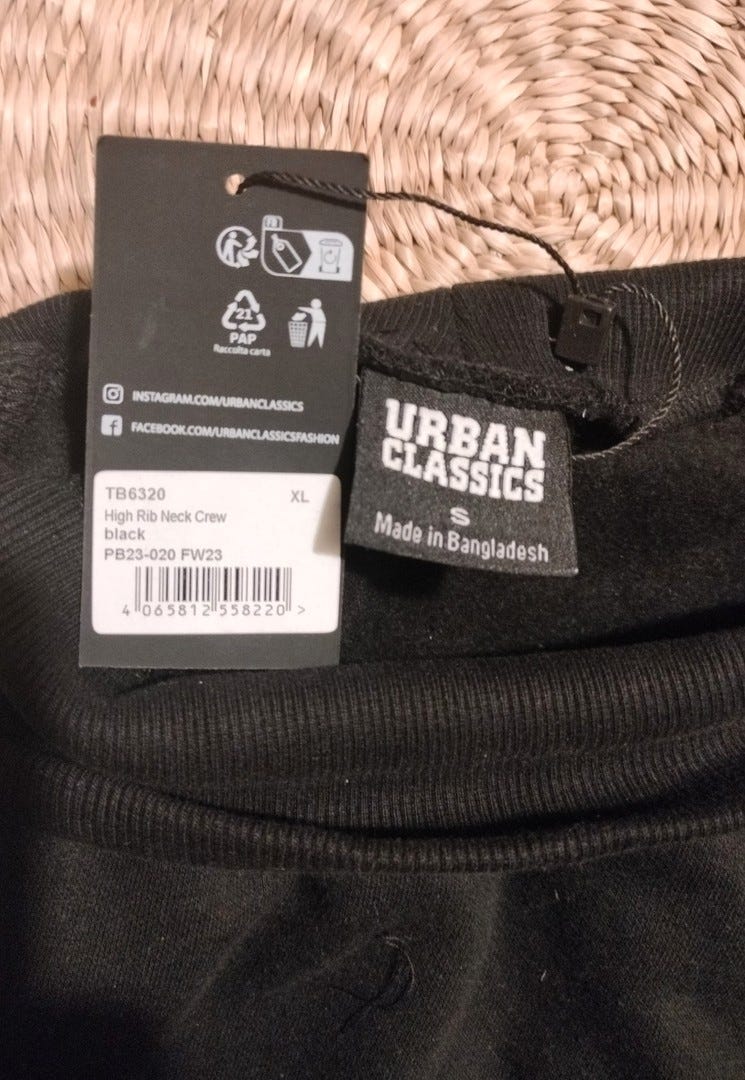 FR
21
PAP
Raccolta carta
INSTAGRAM.COM/URBANCLASSICS
FACEBOOK.COM/URBANCLASSICSFASHION
TB6320 XL
High Rib Neck Crew
black
PB23-020 FW23
4 065812 558220 >
URBAN
CLASSICS
S
Made in Bangladesh